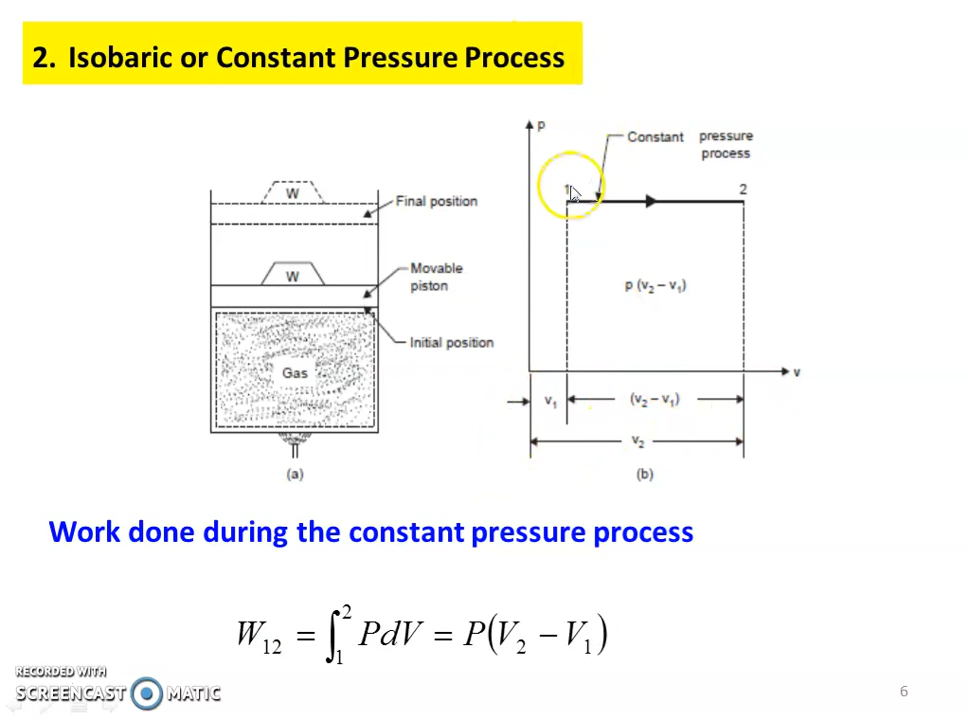 2. Isobaric or Constant Pressure Process
W
Final position
W
Movable
piston
Initial position
Gas
(a)
p
Constant pressure
process
1
2
p (v₂ – v₁)
v
v₁
(v₂ – v₁)
v₂
(b)
Work done during the constant pressure process
W₁₂ = ∫₁² PdV = P(V₂ − V₁)
RECORDED WITH
SCREENCAST MATIC
6